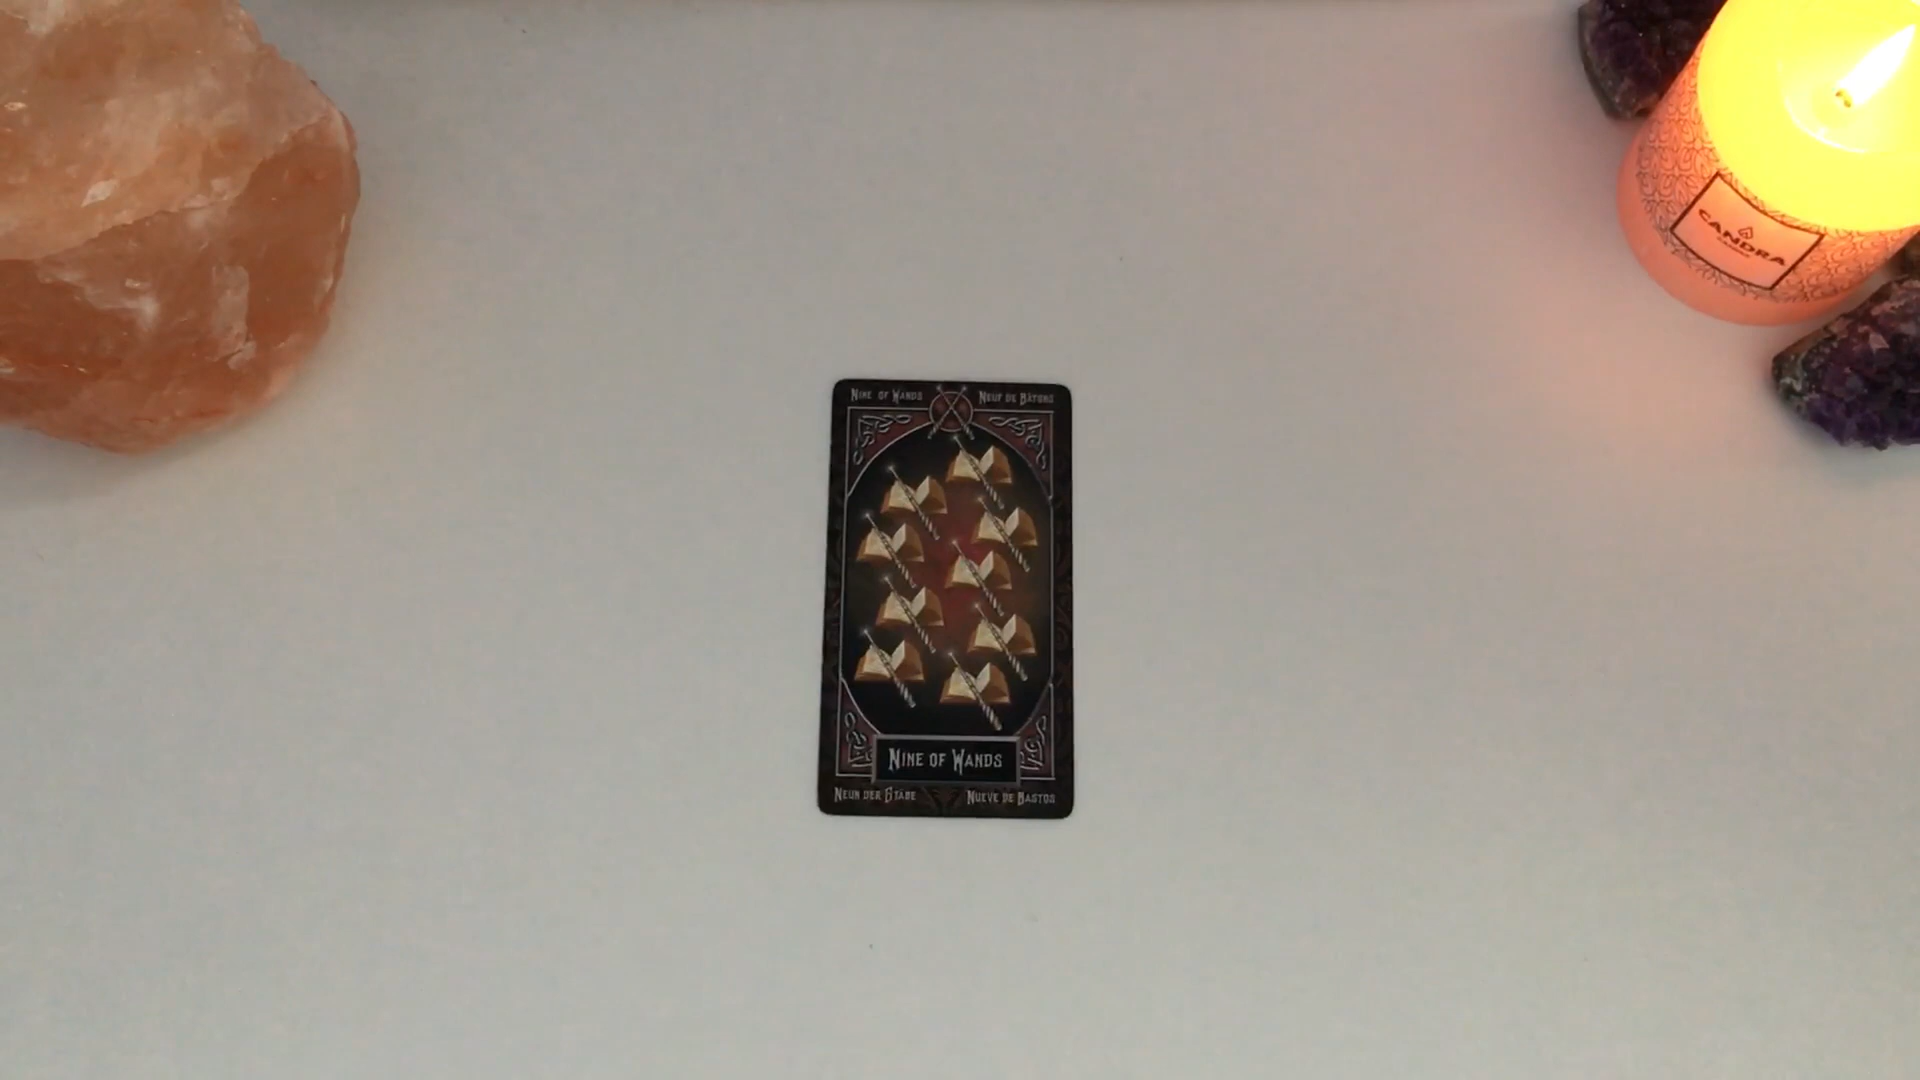 CANDRA
NINE OF WANDS
NEUF DE BÂTONS
NINE OF WANDS
NEUN DER STÄBE
NUEVE DE BASTOS